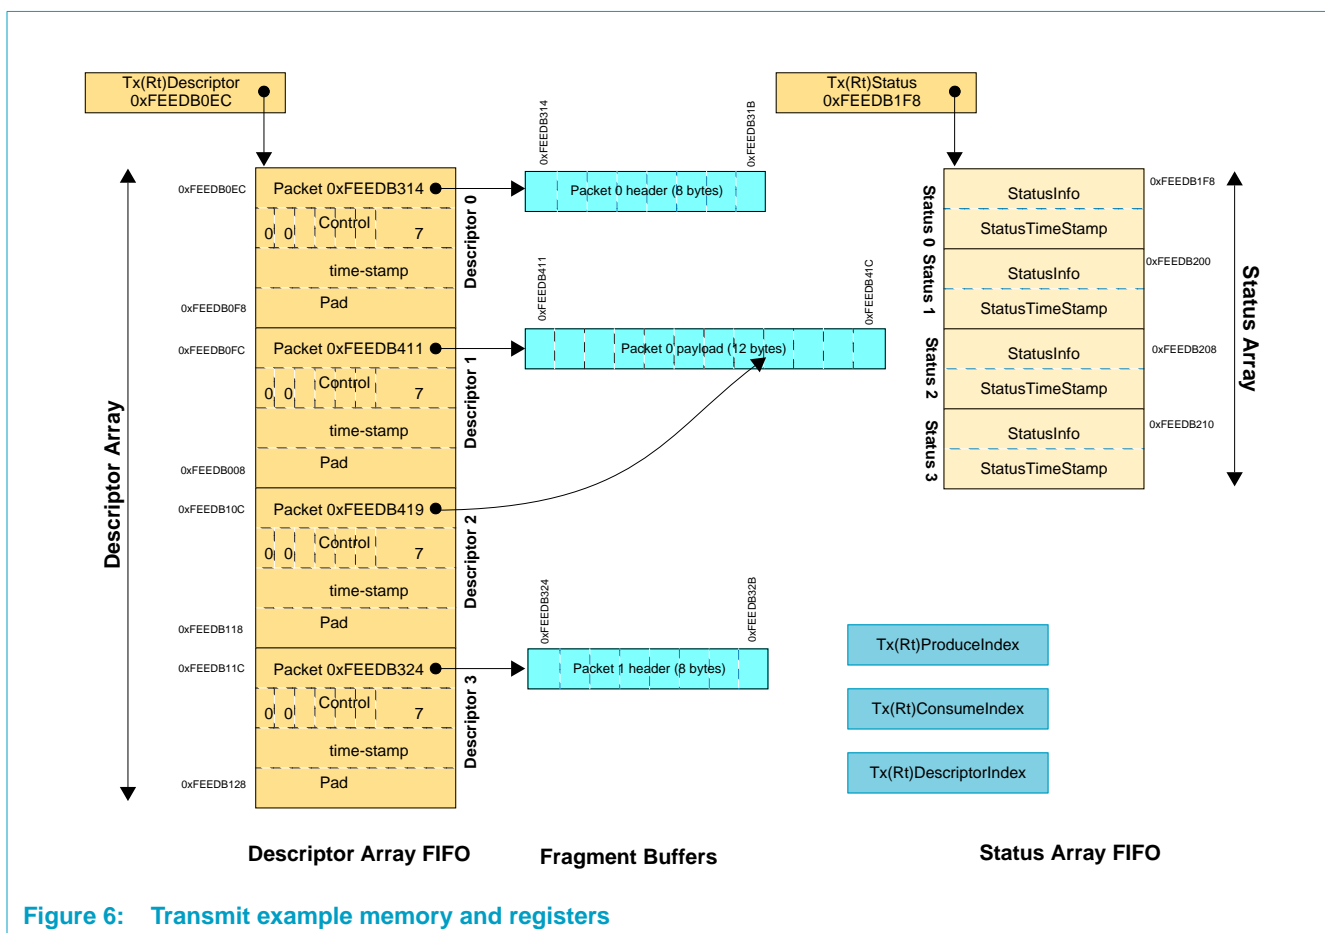 Tx(Rt)Descriptor
0xFEEDB0EC
Tx(Rt)Status
0xFEEDB1F8
Descriptor Array
0xFEEDB0EC
Packet 0xFEEDB314
Control
0 0 7
time-stamp
0xFEEDB0F8
Pad
Descriptor 0
0xFEEDB0FC
Packet 0xFEEDB411
Control
0 0 7
time-stamp
0xFEEDB008
Pad
Descriptor 1
0xFEEDB10C
Packet 0xFEEDB419
Control
0 0 7
time-stamp
0xFEEDB118
Pad
Descriptor 2
0xFEEDB11C
Packet 0xFEEDB324
Control
0 0 7
time-stamp
0xFEEDB128
Pad
Descriptor 3
0xFEEDB314
0xFEEDB31B
Packet 0 header (8 bytes)
0xFEEDB411
0xFEEDB41C
Packet 0 payload (12 bytes)
0xFEEDB324
0xFEEDB32B
Packet 1 header (8 bytes)
Status 0
StatusInfo
StatusTimeStamp
0xFEEDB1F8
Status 1
StatusInfo
StatusTimeStamp
0xFEEDB200
Status 2
StatusInfo
StatusTimeStamp
0xFEEDB208
Status 3
StatusInfo
StatusTimeStamp
0xFEEDB210
Status Array
Tx(Rt)ProduceIndex
Tx(Rt)ConsumeIndex
Tx(Rt)DescriptorIndex
Descriptor Array FIFO
Fragment Buffers
Status Array FIFO
Figure 6: Transmit example memory and registers